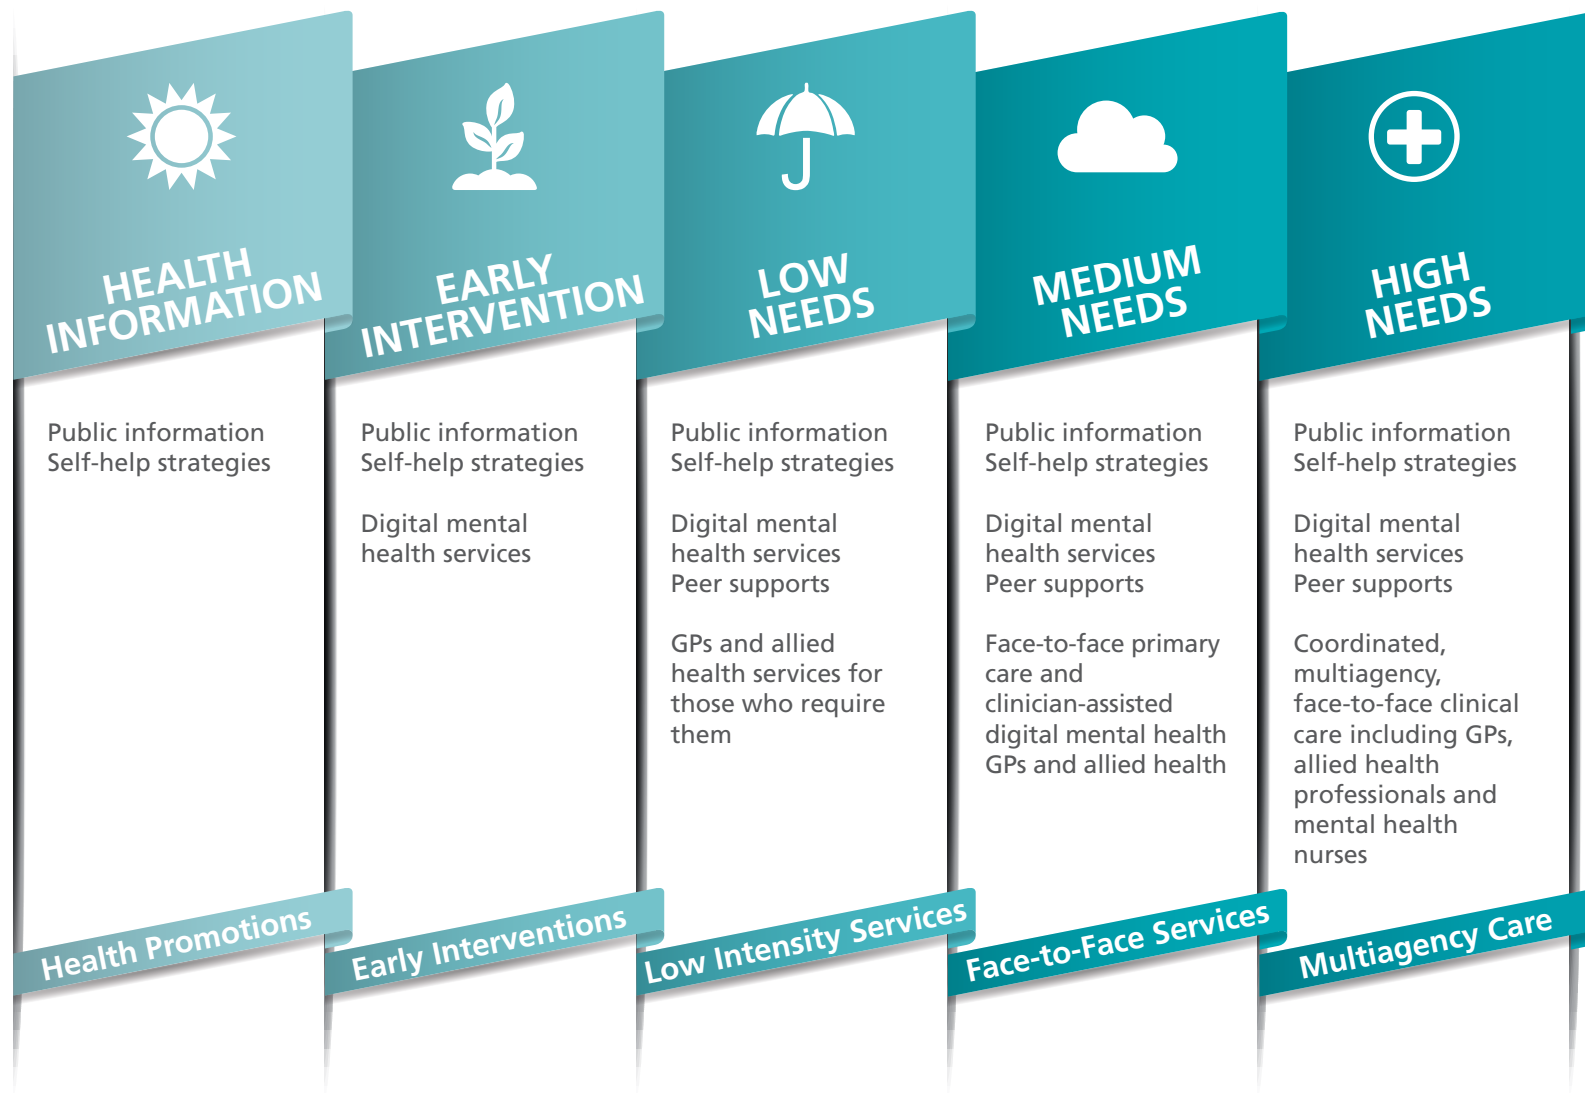 HEALTH
INFORMATION
Public information
Self-help strategies
Health Promotions
EARLY
INTERVENTION
Public information
Self-help strategies
Digital mental
health services
Early Interventions
LOW
NEEDS
Public information
Self-help strategies
Digital mental
health services
Peer supports
GPs and allied
health services for
those who require
them
Low Intensity Services
MEDIUM
NEEDS
Public information
Self-help strategies
Digital mental
health services
Peer supports
Face-to-face primary
care and
clinician-assisted
digital mental health
GPs and allied health
Face-to-Face Services
HIGH
NEEDS
Public information
Self-help strategies
Digital mental
health services
Peer supports
Coordinated,
multiagency,
face-to-face clinical
care including GPs,
allied health
professionals and
mental health
nurses
Multiagency Care